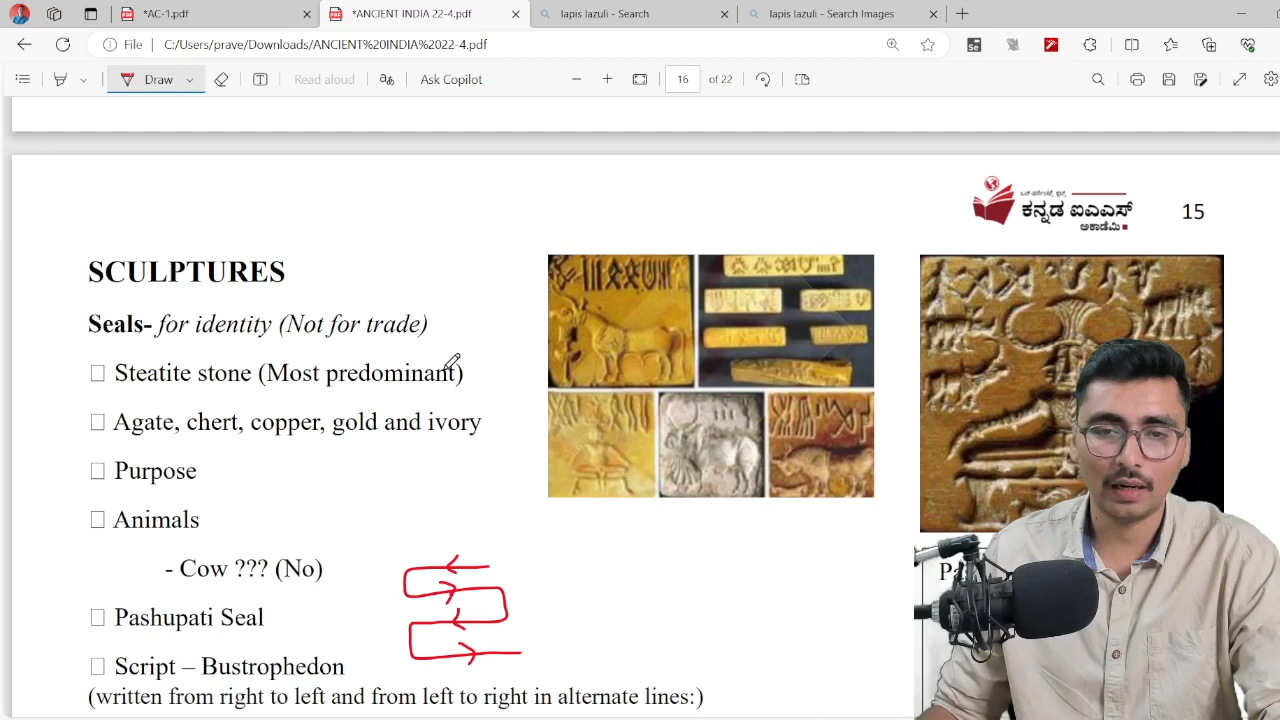 *AC-1.pdf
*ANCIENT INDIA 22-4.pdf
lapis lazuli - Search
lapis lazuli - Search Images
File
C:/Users/prave/Downloads/ANCIENT%20INDIA%2022-4.pdf
Se
Draw
Read aloud
Ask Copilot
16
of 22
ಕನ್ನಡ ಐಎಎಸ್
ಅಕಾಡೆಮಿ
15
SCULPTURES
Seals- for identity (Not for trade)
Steatite stone (Most predominant)
Agate, chert, copper, gold and ivory
Purpose
Animals
- Cow ??? (No)
Pashupati Seal
Script – Bustrophedon
(written from right to left and from left to right in alternate lines:)